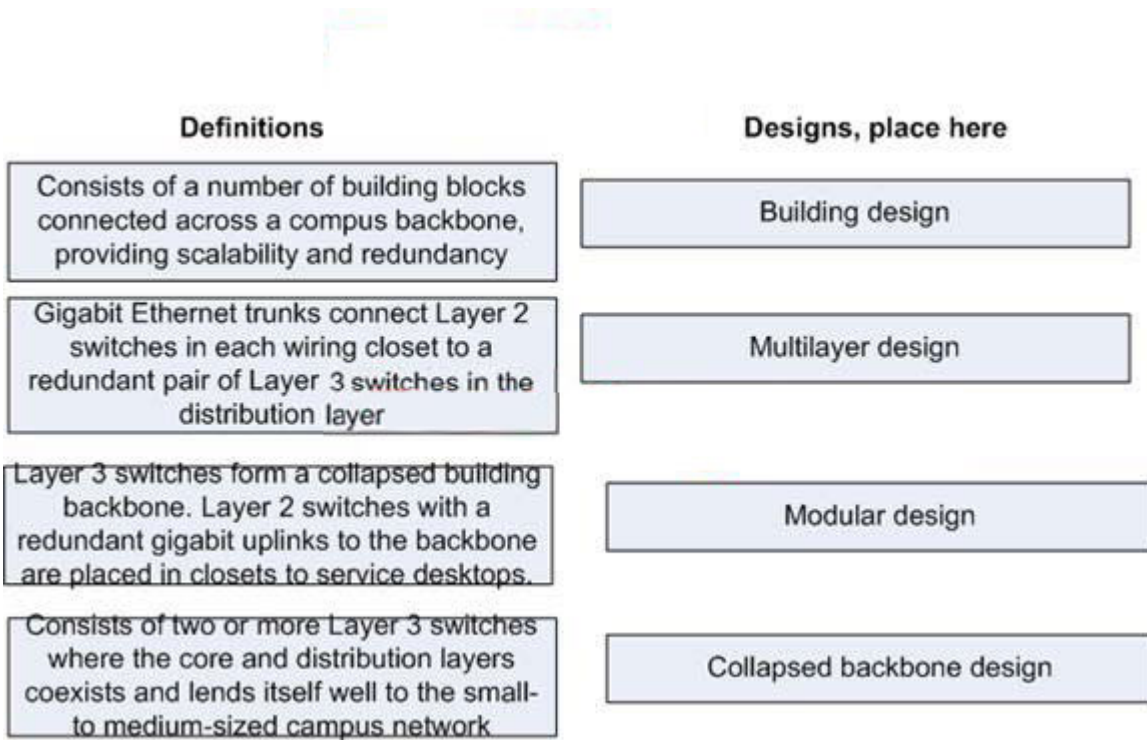 Definitions
Designs, place here
Consists of a number of building blocks
connected across a compus backbone,
providing scalability and redundancy
Building design
Gigabit Ethernet trunks connect Layer 2
switches in each wiring closet to a
redundant pair of Layer 3 switches in the
distribution layer
Multilayer design
Layer 3 switches form a collapsed building
backbone. Layer 2 switches with a
redundant gigabit uplinks to the backbone
are placed in closets to service desktops.
Modular design
Consists of two or more Layer 3 switches
where the core and distribution layers
coexists and lends itself well to the small-
to medium-sized campus network
Collapsed backbone design